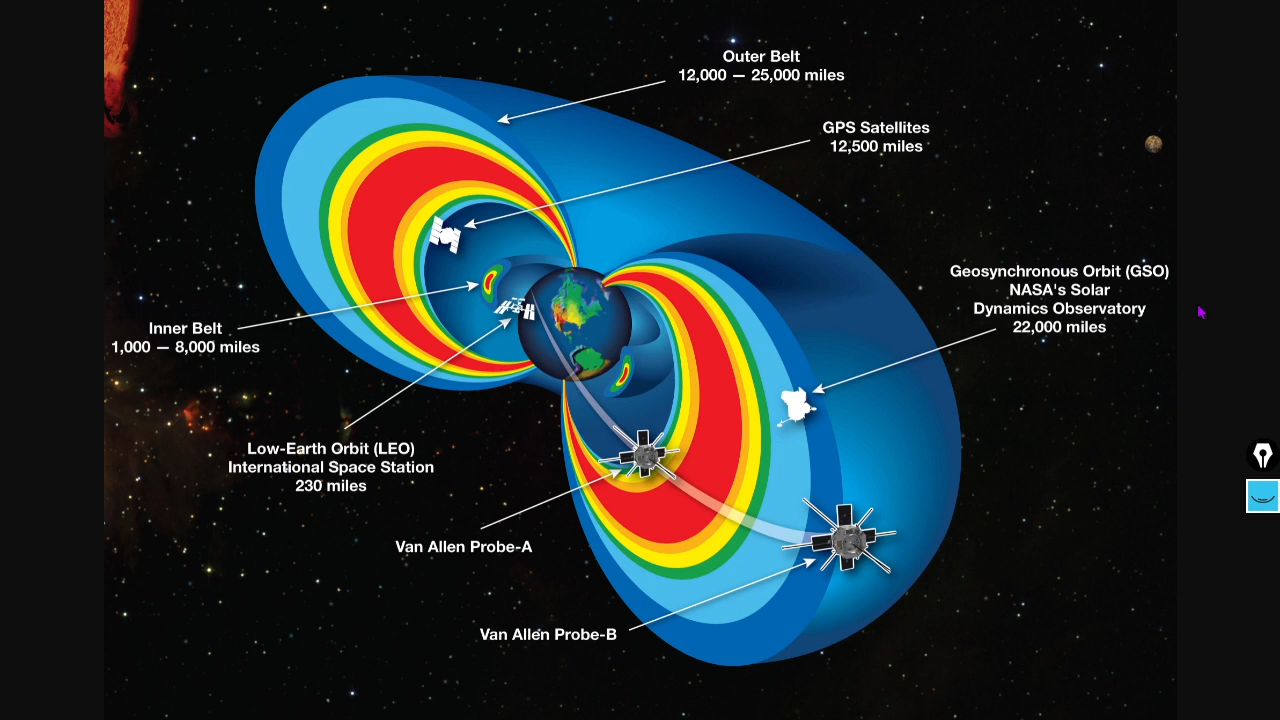 Outer Belt
12,000 — 25,000 miles
GPS Satellites
12,500 miles
Geosynchronous Orbit (GSO)
NASA's Solar
Dynamics Observatory
22,000 miles
Inner Belt
1,000 — 8,000 miles
Low-Earth Orbit (LEO)
International Space Station
230 miles
Van Allen Probe-A
Van Allen Probe-B